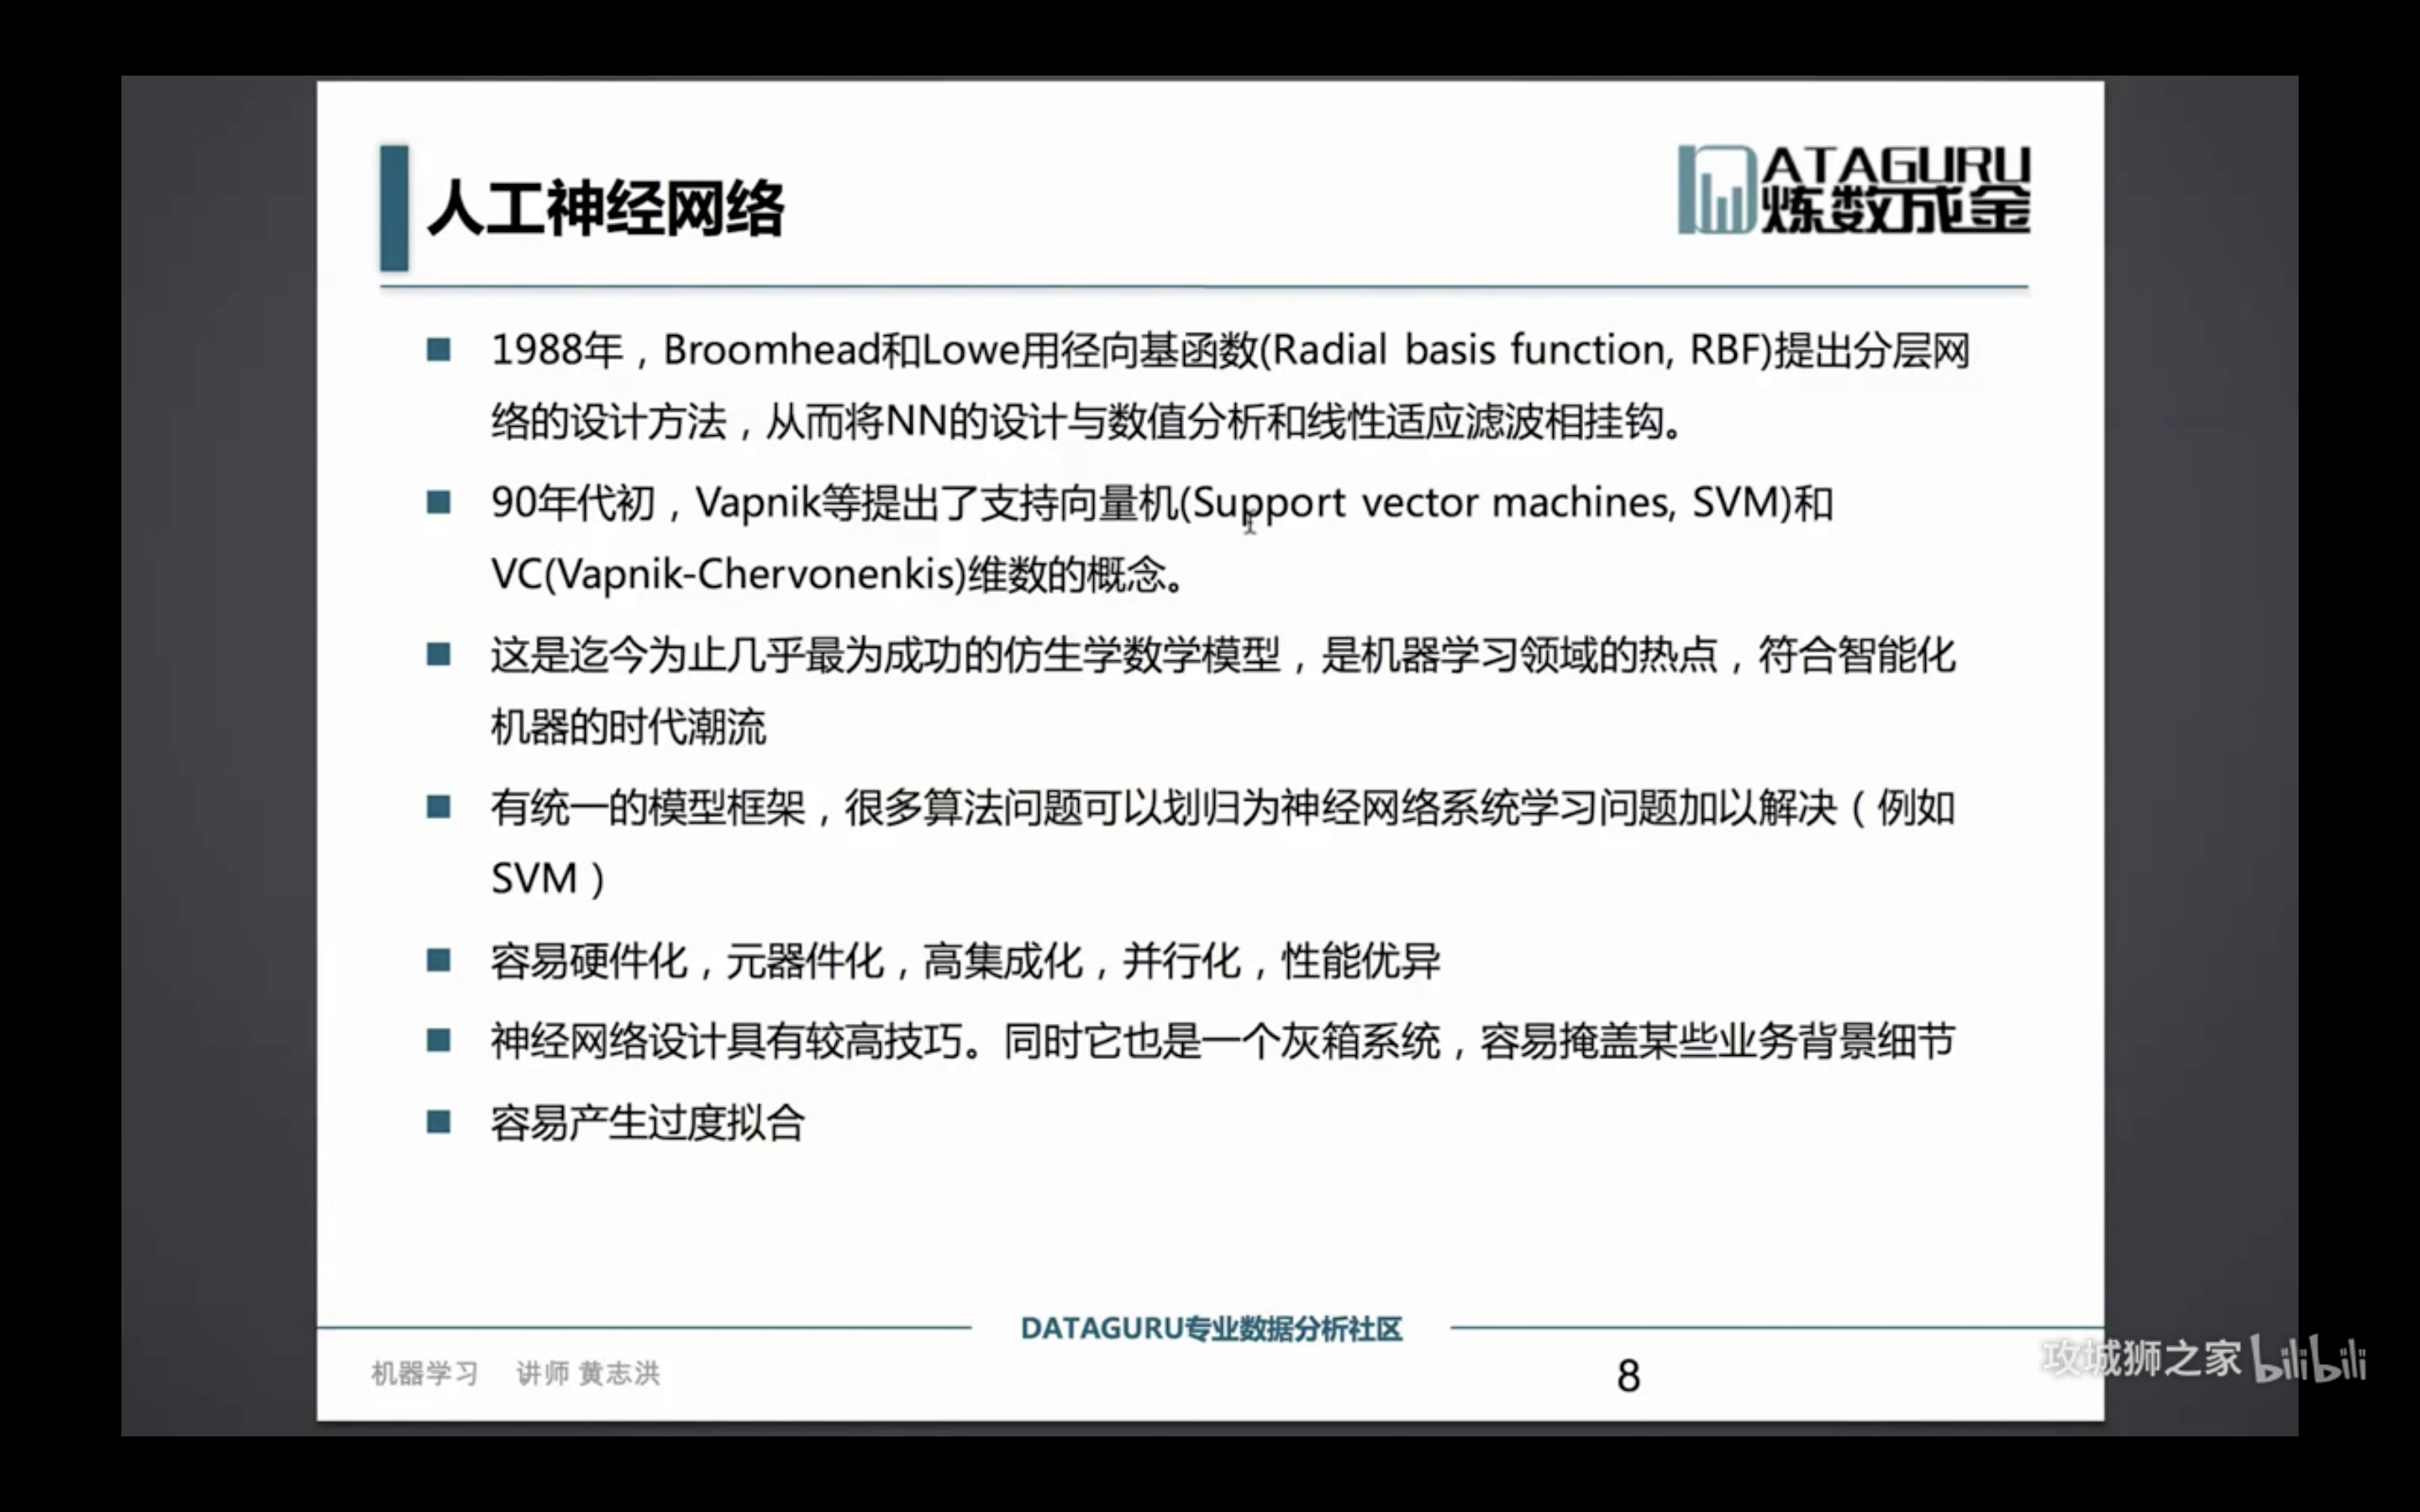 人工神经网络
ATAGURU
炼数成金
1988年，Broomhead和Lowe用径向基函数(Radial basis function, RBF)提出分层网
络的设计方法，从而将NN的设计与数值分析和线性适应滤波相挂钩。
90年代初，Vapnik等提出了支持向量机(Support vector machines, SVM)和
VC(Vapnik-Chervonenkis)维数的概念。
这是迄今为止几乎最为成功的仿生学数学模型，是机器学习领域的热点，符合智能化
机器的时代潮流
有统一的模型框架，很多算法问题可以划归为神经网络系统学习问题加以解决（例如
SVM）
容易硬件化，元器件化，高集成化，并行化，性能优异
神经网络设计具有较高技巧。同时它也是一个灰箱系统，容易掩盖某些业务背景细节
容易产生过度拟合
DATAGURU专业数据分析社区
机器学习 讲师 黄志洪
8
攻城狮之家 bilibili